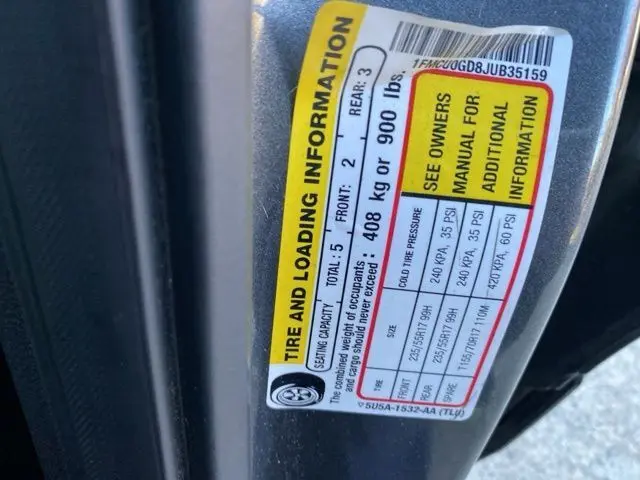 TIRE AND LOADING INFORMATION
SEATING CAPACITY TOTAL: 5 FRONT: 2 REAR: 3
The combined weight of occupants and cargo should never exceed: 408 kg or 900 lbs.
TIRE SIZE COLD TIRE PRESSURE
FRONT 235/55R17 99H 240 KPA, 35 PSI
REAR 235/55R17 99H 240 KPA, 35 PSI
SPARE T155/70R17 110M 420 KPA, 60 PSI
SEE OWNERS
MANUAL FOR
ADDITIONAL
INFORMATION
1FMCU0GD8JUB35159
5U5A-1532-AA (TLU)